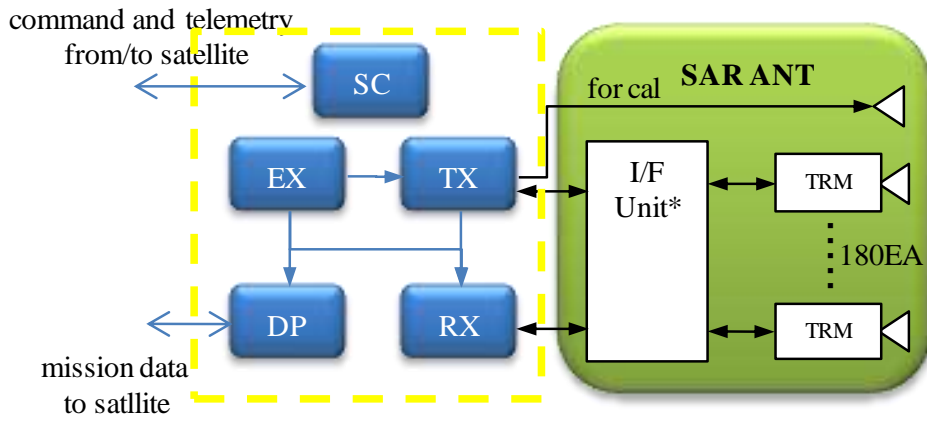 command and telemetry
from/to satellite
SC
SAR ANT
for cal
EX
TX
I/F
Unit*
TRM
180EA
DP
RX
TRM
mission data
to satllite